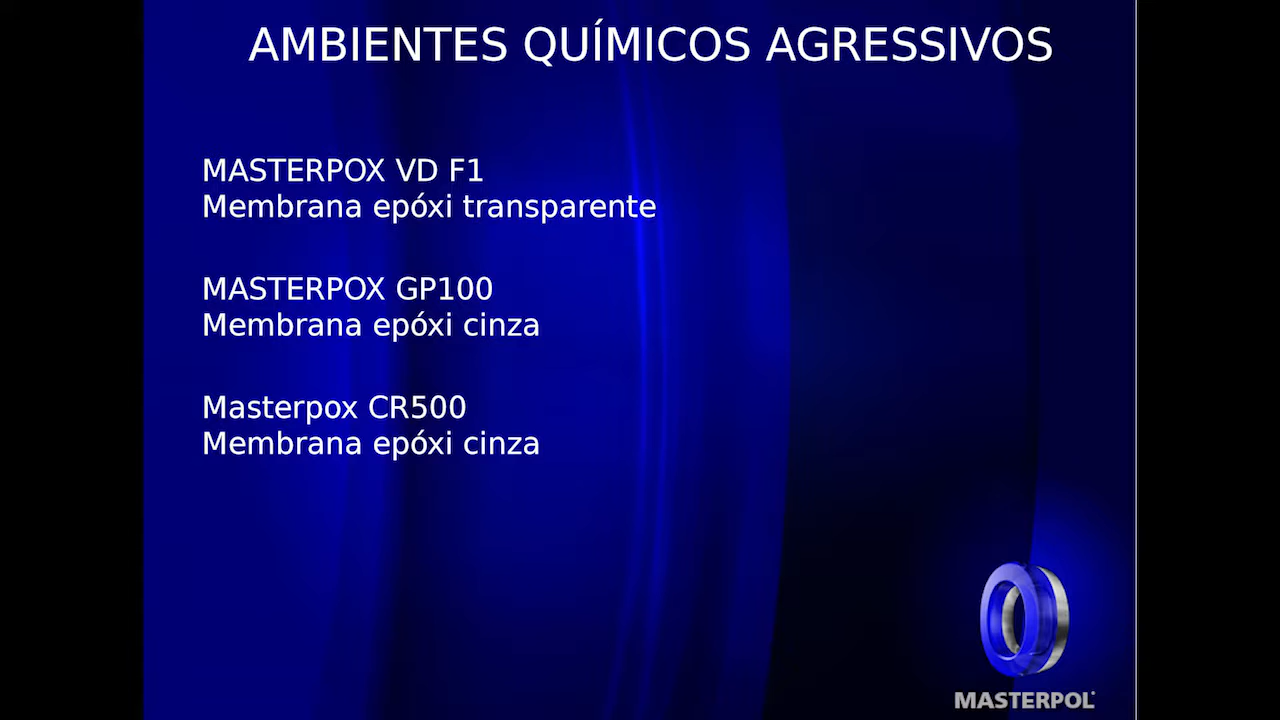 AMBIENTES QUÍMICOS AGRESSIVOS
MASTERPOX VD F1
Membrana epóxi transparente
MASTERPOX GP100
Membrana epóxi cinza
Masterpox CR500
Membrana epóxi cinza
MASTERPOL